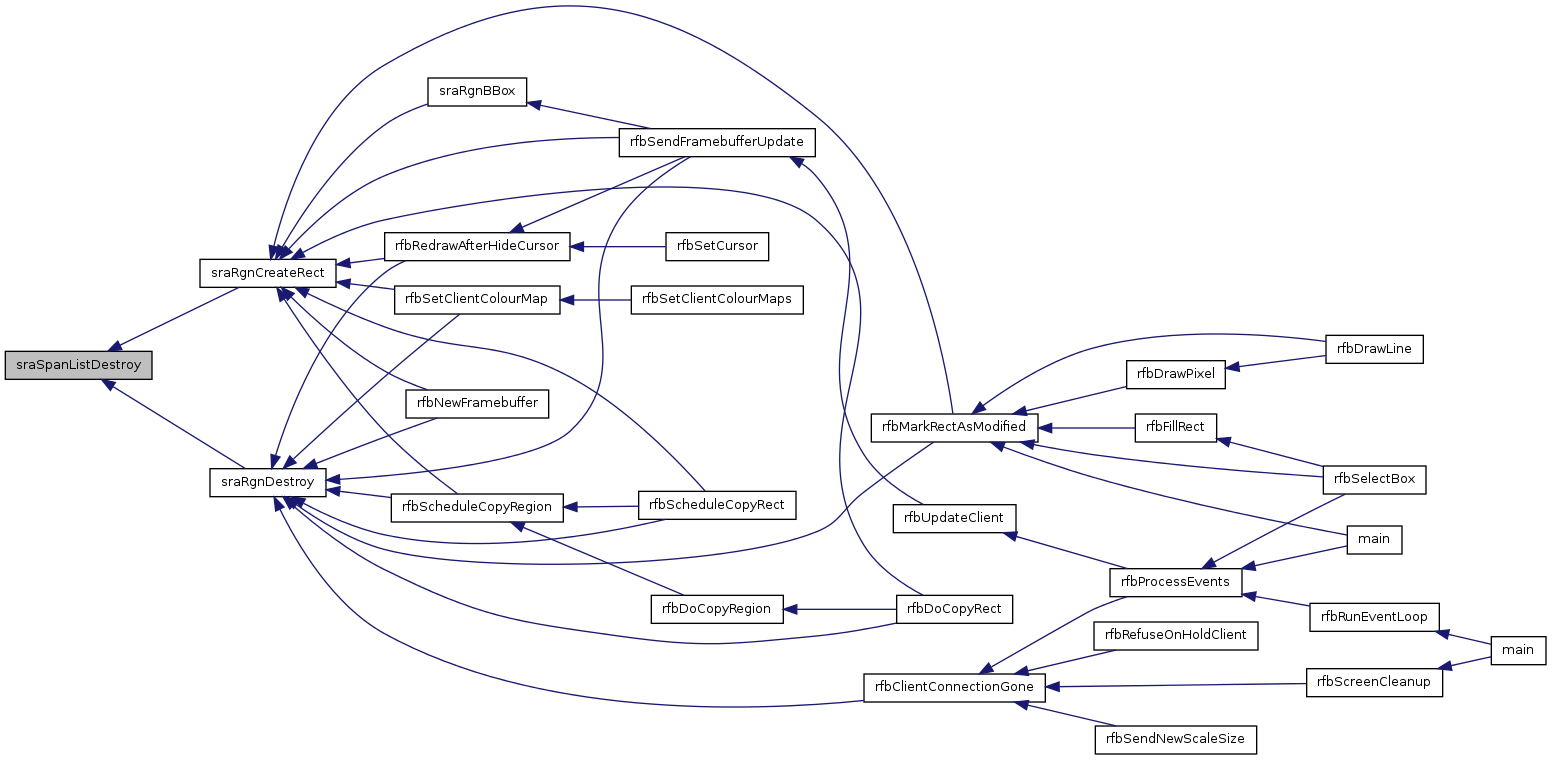 sraRgnBBox
rfbSendFramebufferUpdate
rfbRedrawAfterHideCursor
rfbSetCursor
sraRgnCreateRect
rfbSetClientColourMap
rfbSetClientColourMaps
rfbDrawLine
sraSpanListDestroy
rfbDrawPixel
rfbNewFramebuffer
rfbMarkRectAsModified
rfbFillRect
rfbSelectBox
sraRgnDestroy
rfbScheduleCopyRegion
rfbScheduleCopyRect
rfbUpdateClient
main
rfbProcessEvents
rfbDoCopyRegion
rfbDoCopyRect
rfbRunEventLoop
rfbRefuseOnHoldClient
main
rfbClientConnectionGone
rfbScreenCleanup
rfbSendNewScaleSize